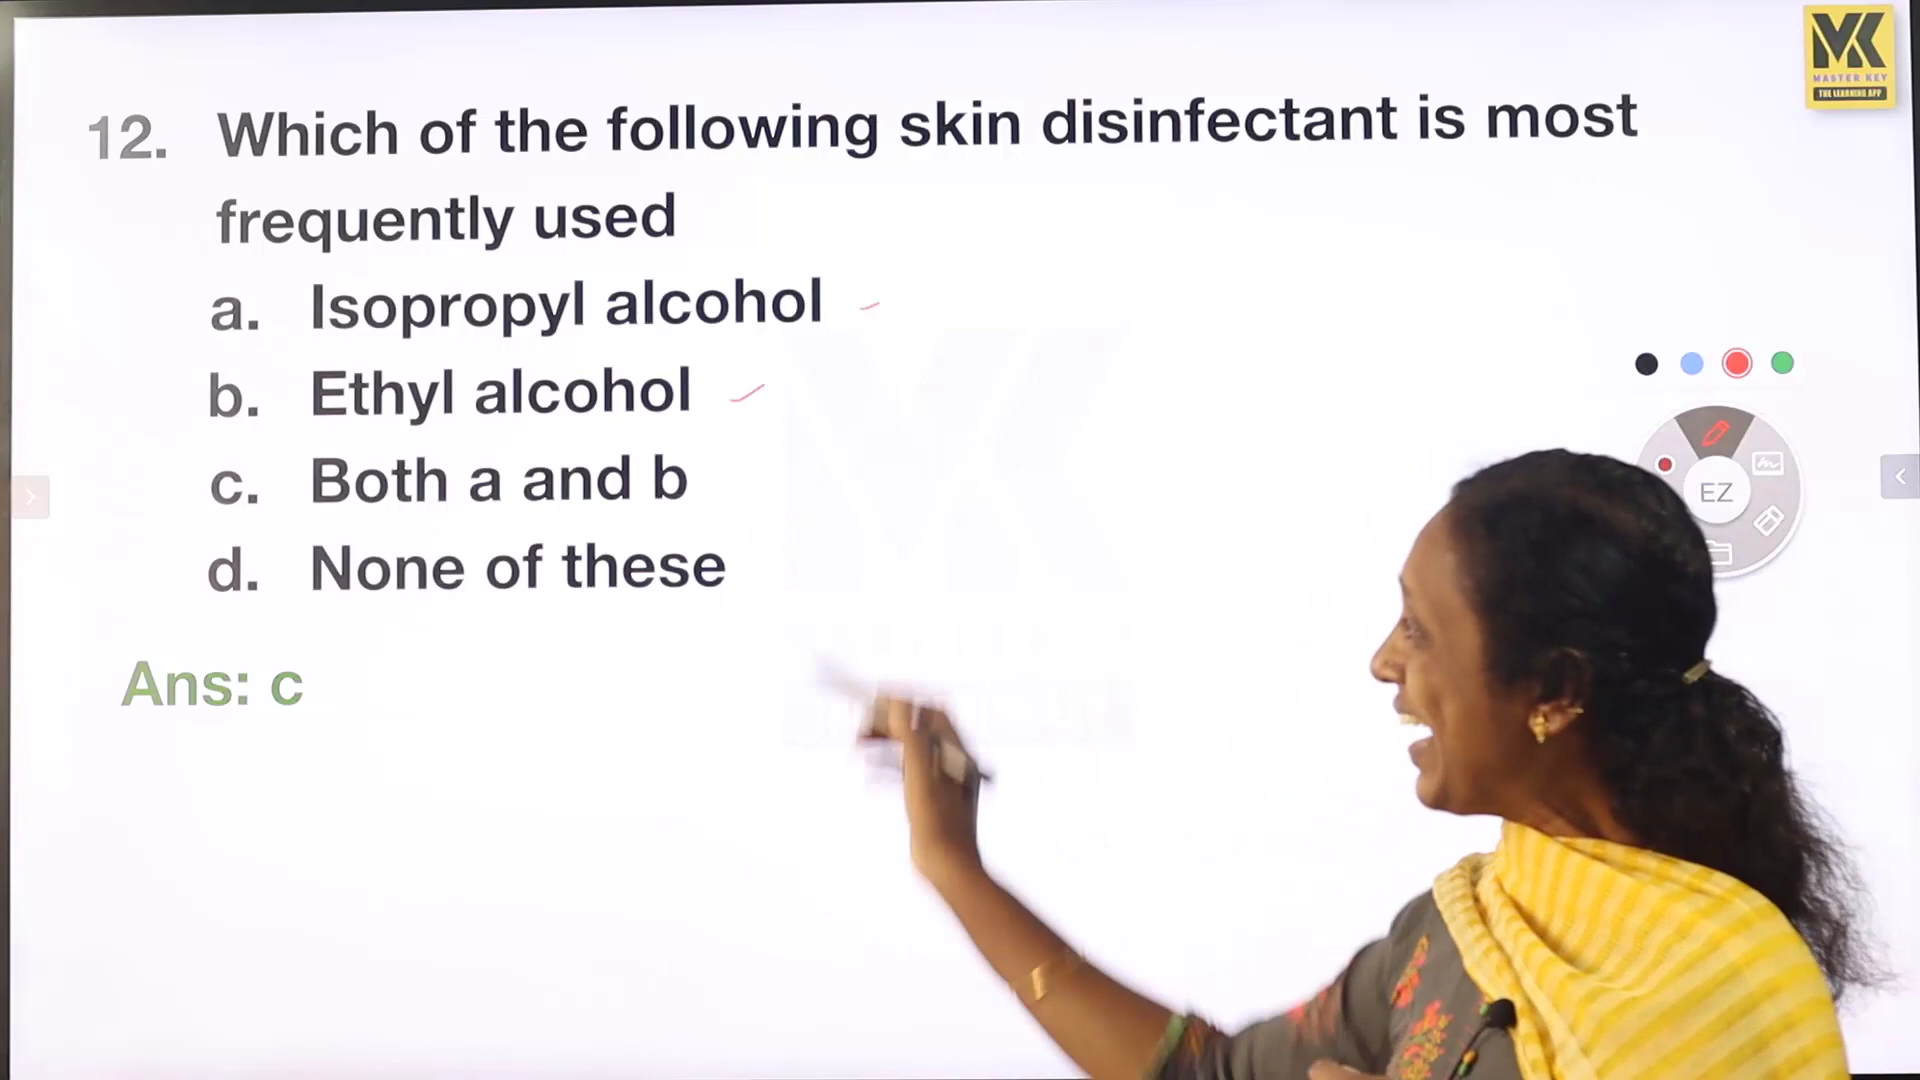 MK
MASTER KEY
THE LEARNING APP
12. Which of the following skin disinfectant is most
frequently used
a. Isopropyl alcohol
b. Ethyl alcohol
c. Both a and b
d. None of these
Ans: c
EZ